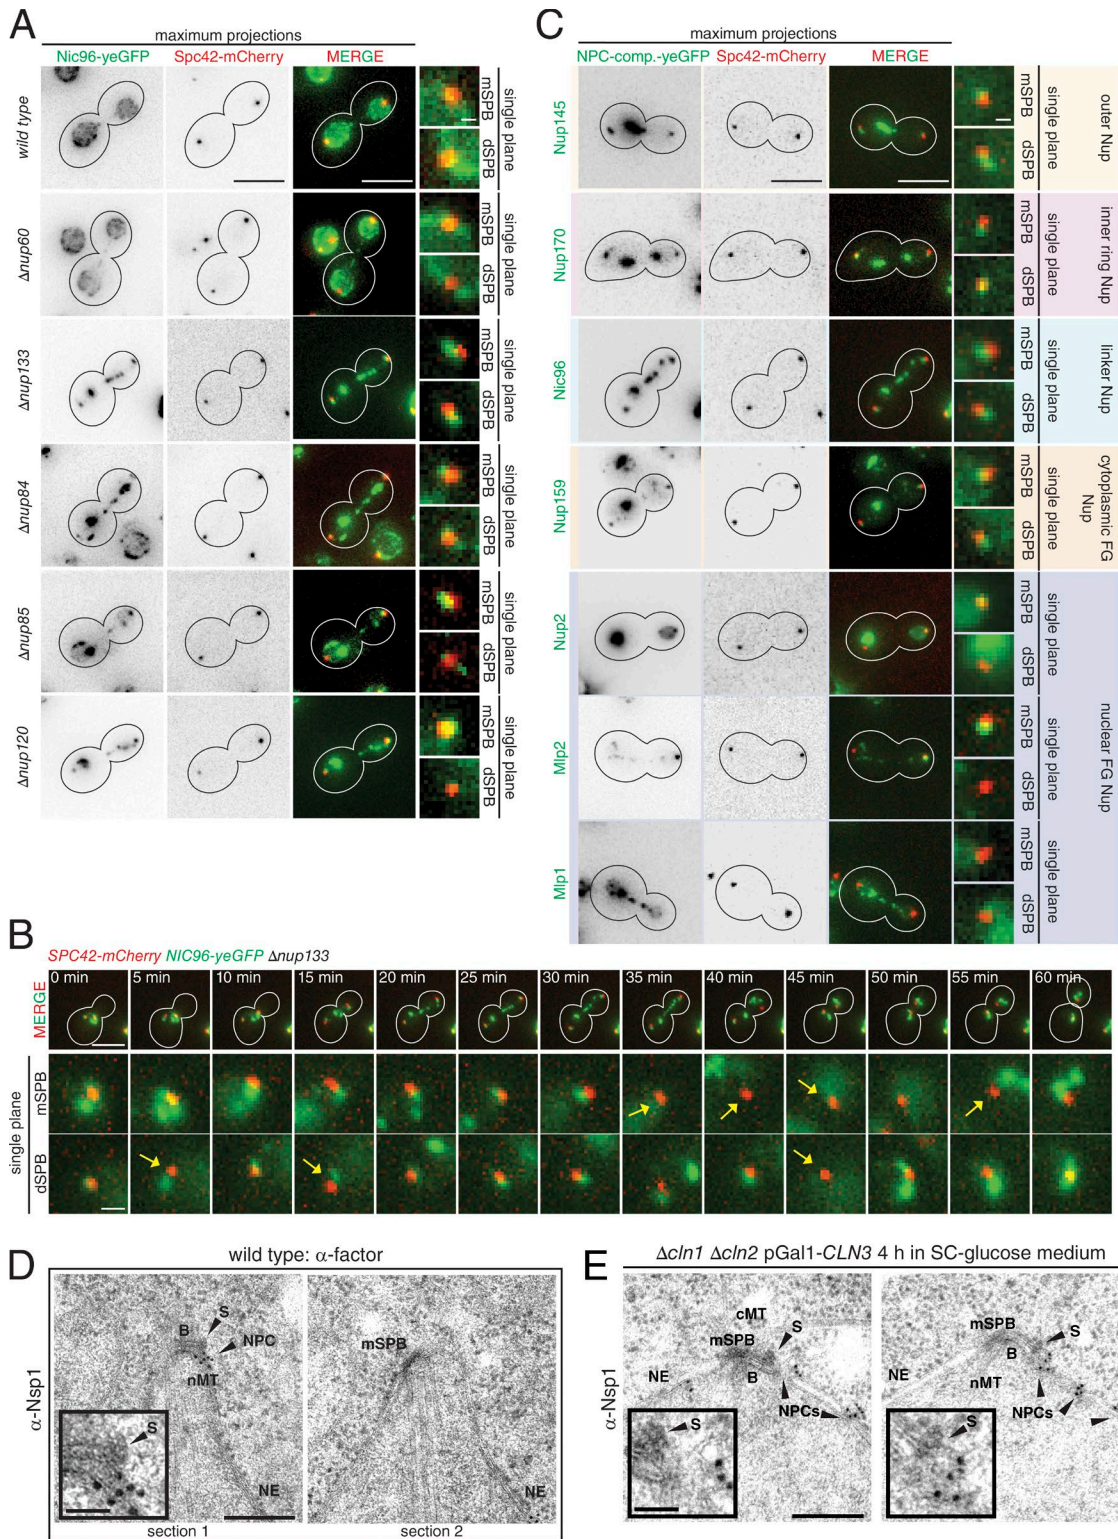 A
maximum projections
Nic96-yeGFP Spc42-mCherry MERGE
wild type
mSPB
dSPB
single plane
Δnup60
mSPB
dSPB
single plane
Δnup133
mSPB
dSPB
single plane
Δnup84
mSPB
dSPB
single plane
Δnup85
mSPB
dSPB
single plane
Δnup120
mSPB
dSPB
single plane
C
maximum projections
NPC-comp.-yeGFP Spc42-mCherry MERGE
Nup145
mSPB
dSPB
single plane
outer Nup
Nup170
mSPB
dSPB
single plane
inner ring Nup
Nic96
mSPB
dSPB
single plane
linker Nup
Nup159
mSPB
dSPB
single plane
cytoplasmic FG
Nup
Nup2
mSPB
dSPB
single plane
Mlp2
mSPB
dSPB
single plane
nuclear FG Nup
Mlp1
mSPB
dSPB
single plane
B
SPC42-mCherry NIC96-yeGFP Δnup133
MERGE
0 min 5 min 10 min 15 min 20 min 25 min 30 min 35 min 40 min 45 min 50 min 55 min 60 min
single plane
mSPB
dSPB
D
wild type: α-factor
α-Nsp1
S
B
NPC
nMT
S
NE
section 1
mSPB
NE
section 2
E
Δcln1 Δcln2 pGal1-CLN3 4 h in SC-glucose medium
α-Nsp1
cMT
mSPB
S
B
NE
NPCs
S
mSPB
S
B
NE
nMT
NPCs
S